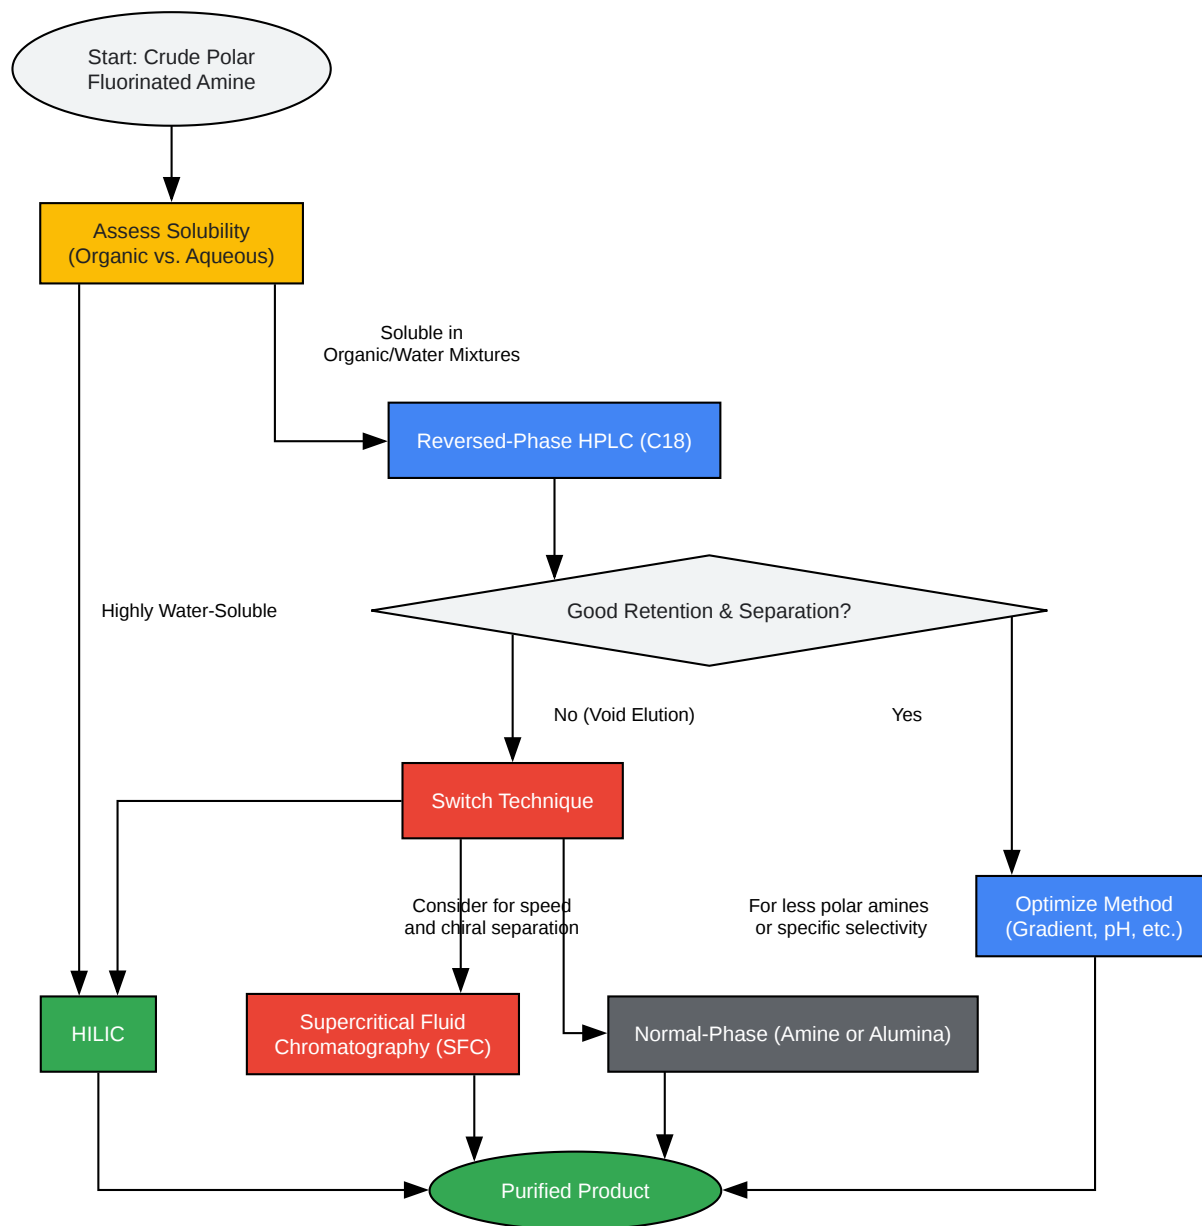 Start: Crude Polar
Fluorinated Amine
Assess Solubility
(Organic vs. Aqueous)
Soluble in
Organic/Water Mixtures
Reversed-Phase HPLC (C18)
Highly Water-Soluble
Good Retention & Separation?
No (Void Elution)
Yes
Switch Technique
Consider for speed
and chiral separation
For less polar amines
or specific selectivity
Optimize Method
(Gradient, pH, etc.)
HILIC
Supercritical Fluid
Chromatography (SFC)
Normal-Phase (Amine or Alumina)
Purified Product